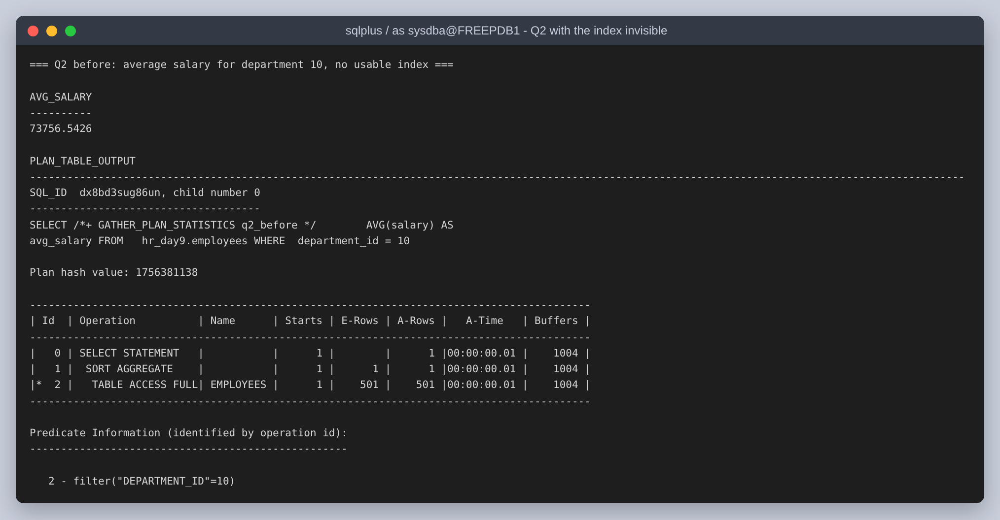 sqlplus / as sysdba@FREEPDB1 - Q2 with the index invisible
=== Q2 before: average salary for department 10, no usable index ===
AVG_SALARY
----------
73756.5426
PLAN_TABLE_OUTPUT
------------------------------------------------------------------------------------------------------------------------------------------------------
SQL_ID  dx8bd3sug86un, child number 0
-------------------------------------
SELECT /*+ GATHER_PLAN_STATISTICS q2_before */        AVG(salary) AS
avg_salary FROM   hr_day9.employees WHERE  department_id = 10
Plan hash value: 1756381138
------------------------------------------------------------------------------------------
| Id  | Operation          | Name      | Starts | E-Rows | A-Rows |   A-Time   | Buffers |
------------------------------------------------------------------------------------------
|   0 | SELECT STATEMENT   |           |      1 |        |      1 |00:00:00.01 |    1004 |
|   1 |  SORT AGGREGATE    |           |      1 |      1 |      1 |00:00:00.01 |    1004 |
|*  2 |   TABLE ACCESS FULL| EMPLOYEES |      1 |    501 |    501 |00:00:00.01 |    1004 |
------------------------------------------------------------------------------------------
Predicate Information (identified by operation id):
---------------------------------------------------
   2 - filter("DEPARTMENT_ID"=10)